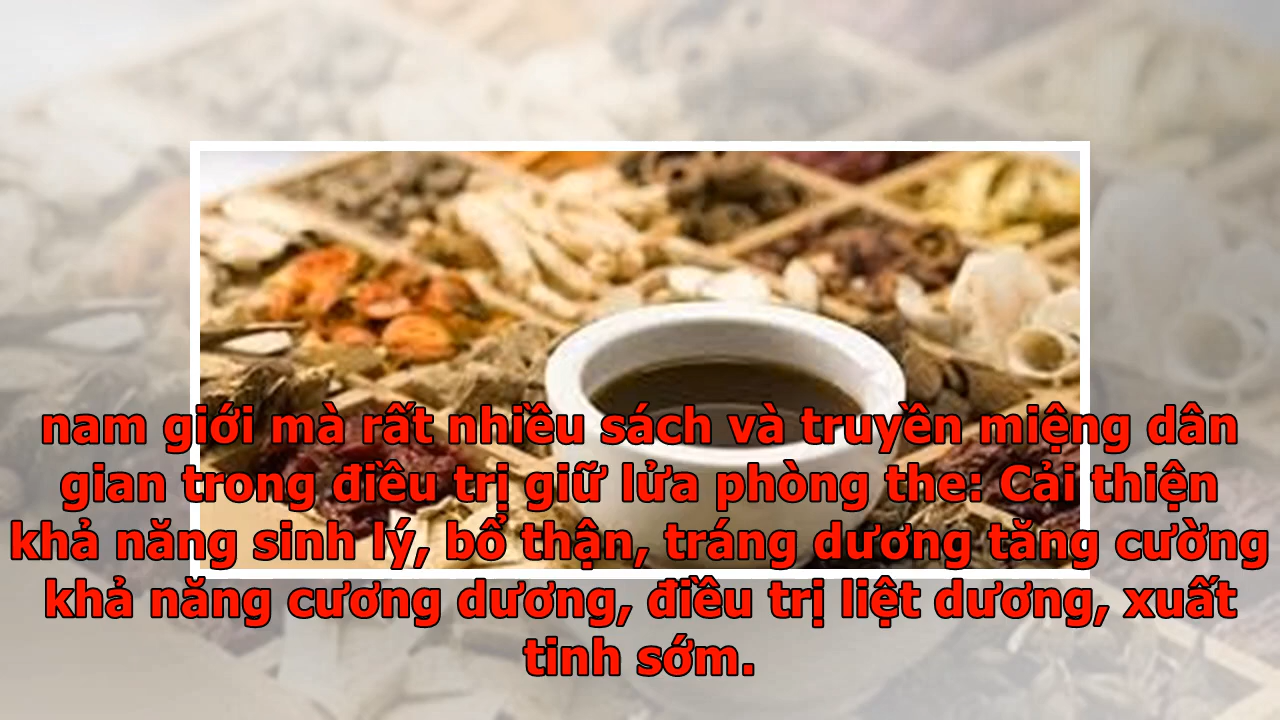 nam giới mà rất nhiều sách và truyền miệng dân
gian trong điều trị giữ lửa phòng the: Cải thiện
khả năng sinh lý, bổ thận, tráng dương tăng cường
khả năng cương dương, điều trị liệt dương, xuất
tinh sớm.